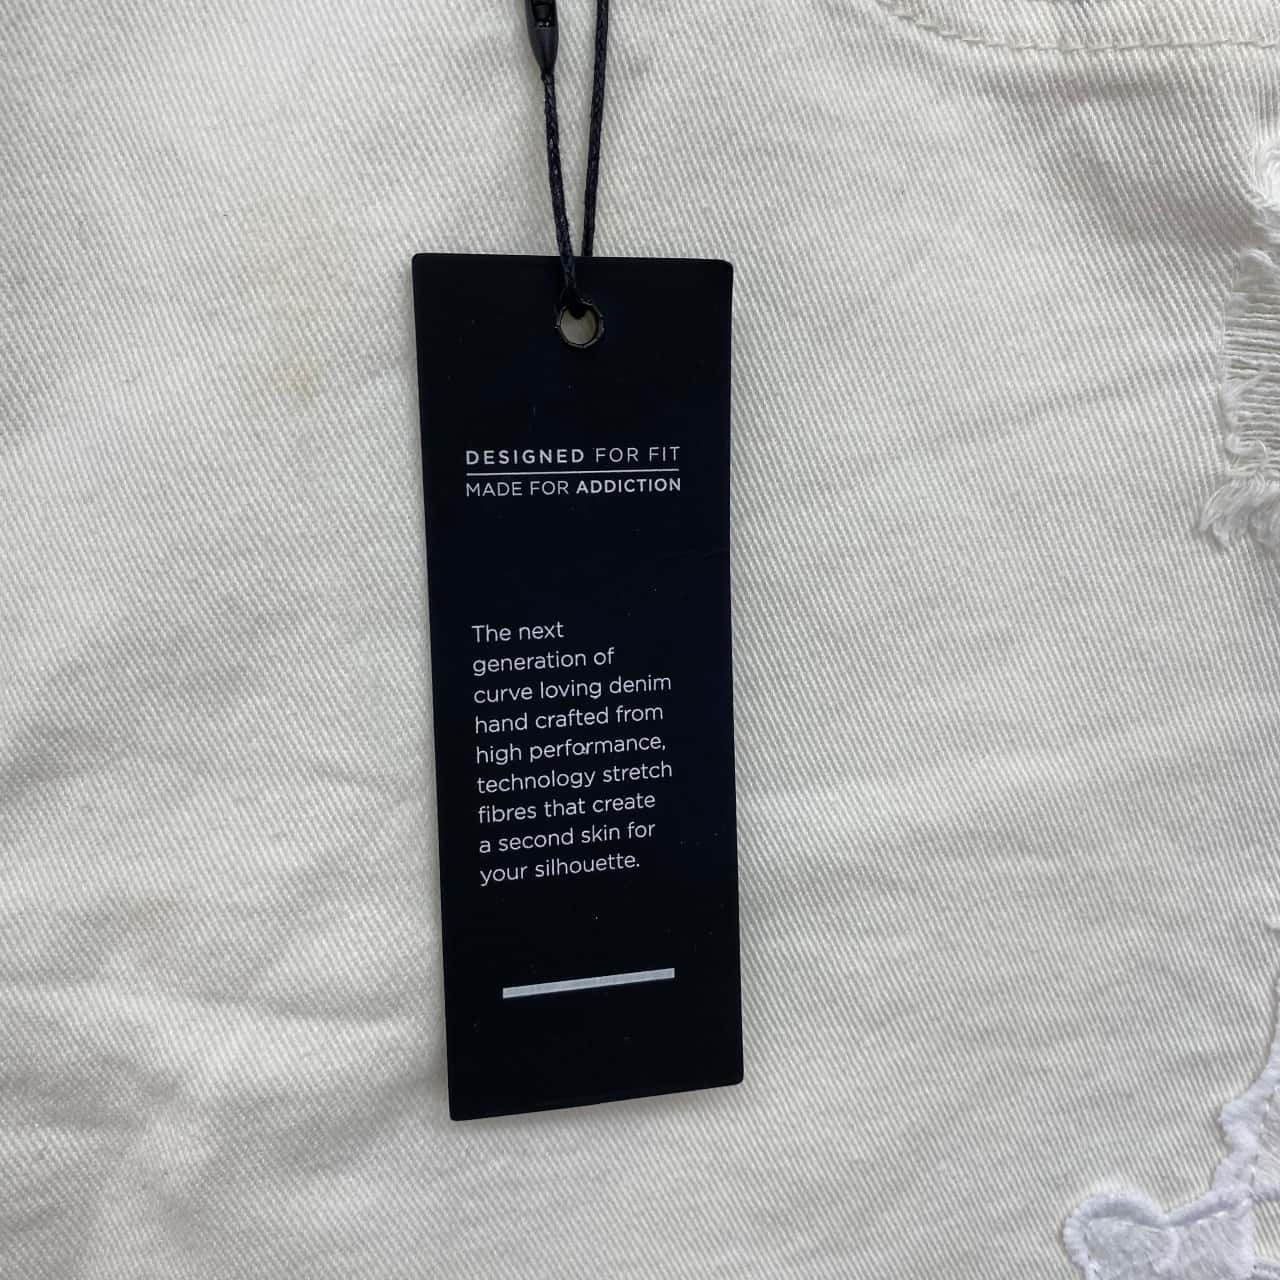 DESIGNED FOR FIT
MADE FOR ADDICTION
The next
generation of
curve loving denim
hand crafted from
high performance,
technology stretch
fibres that create
a second skin for
your silhouette.